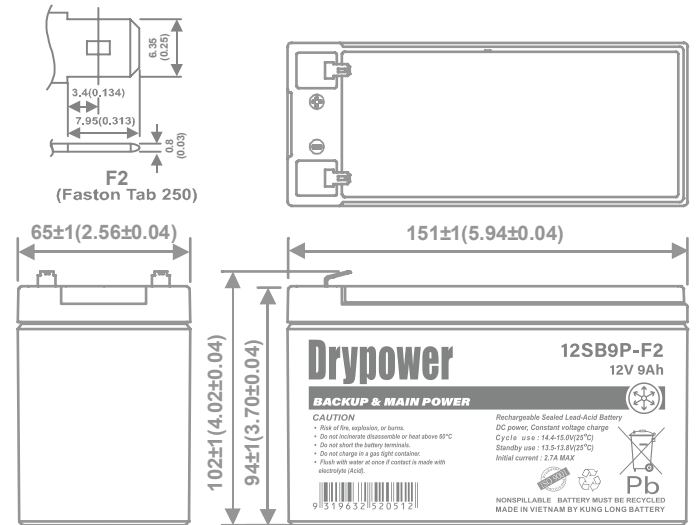 6.35
(0.25)
3.4(0.134)
7.95(0.313)
0.8
(0.03)
F2
(Faston Tab 250)
65±1(2.56±0.04)
151±1(5.94±0.04)
102±1(4.02±0.04)
94±1(3.70±0.04)
Drypower
12SB9P-F2
12V 9Ah
BACKUP & MAIN POWER
CAUTION
• Risk of fire, explosion, or burns.
• Do not incinerate disassemble or heat above 60°C
• Do not short the battery terminals.
• Do not charge in a gas tight container.
• Flush with water at once if contact is made with
electrolyte (Acid).
Rechargeable Sealed Lead-Acid Battery
DC power, Constant voltage charge
Cycle use : 14.4-15.0V(25°C)
Standby use : 13.5-13.8V(25°C)
Initial current : 2.7A MAX
ISO 9001
Pb
9 319632 520512
NONSPILLABLE BATTERY MUST BE RECYCLED
MADE IN VIETNAM BY KUNG LONG BATTERY